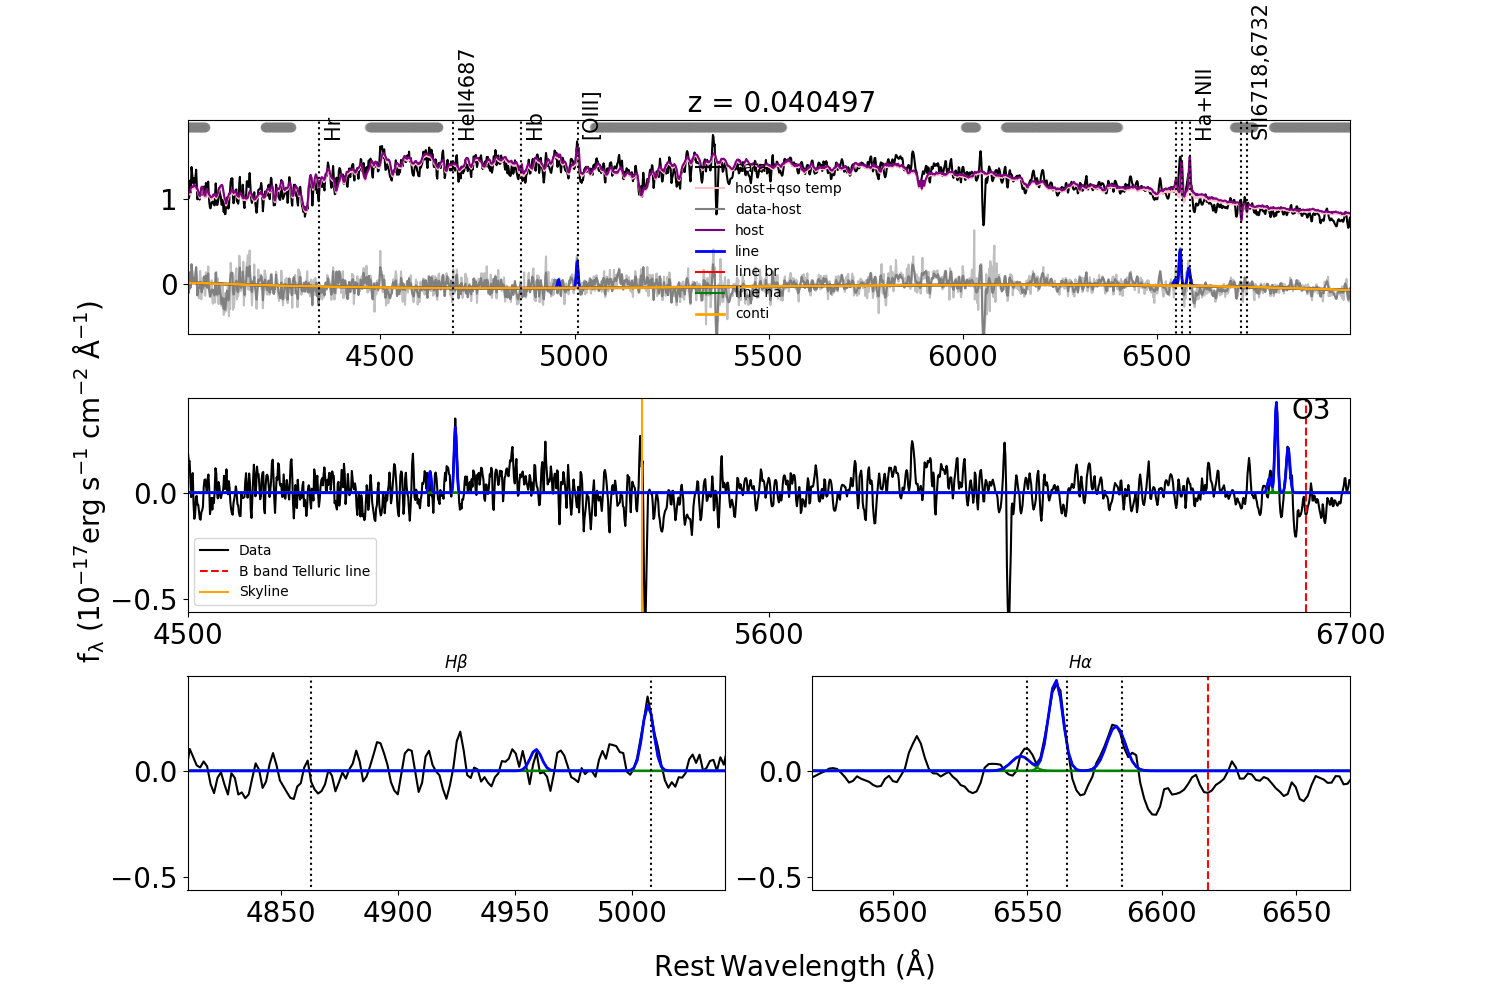 z = 0.040497
Hr
HeII4687
Hb
[OIII]
Ha+NII
SII6718,6732
1
0
host+qso temp
data-host
host
line
line br
line na
conti
4500 5000 5500 6000 6500
fλ (10−17erg s−1 cm−2 Å−1)
O3
0.0
−0.5
Data
B band Telluric line
Skyline
4500 5600 6700
Hβ Hα
0.0 0.0
−0.5 −0.5
4850 4900 4950 5000 6500 6550 6600 6650
Rest Wavelength (Å)